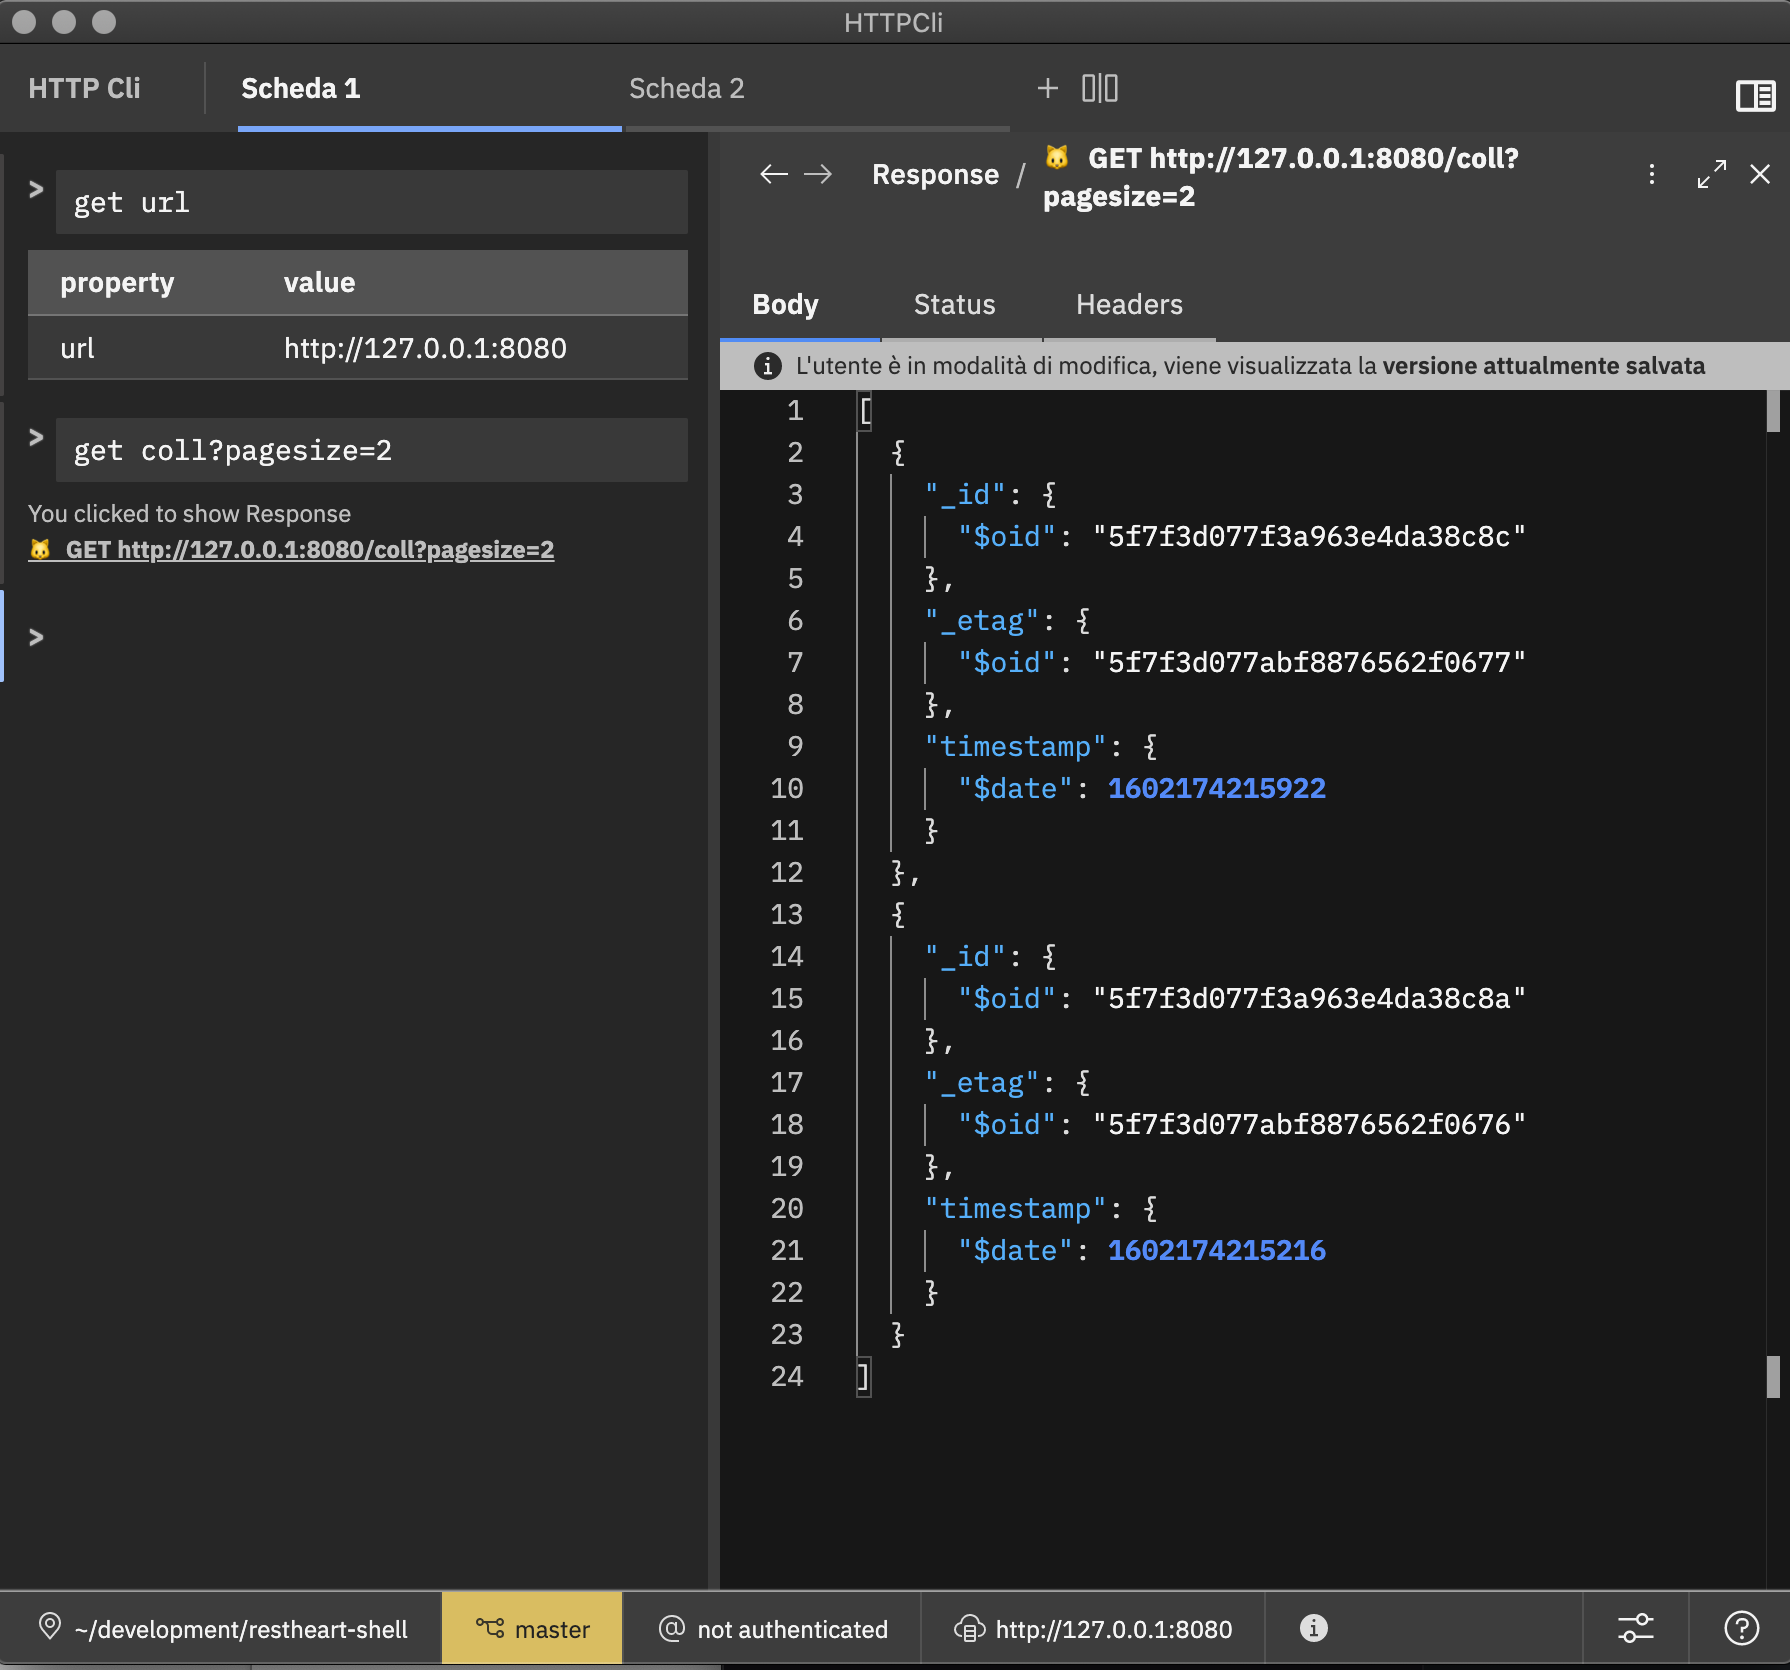 HTTPCli
HTTP Cli
Scheda 1
Scheda 2
> get url
property value
url http://127.0.0.1:8080
> get coll?pagesize=2
You clicked to show Response
🐱 GET http://127.0.0.1:8080/coll?pagesize=2
>
Response / 🐱 GET http://127.0.0.1:8080/coll?
pagesize=2
Body Status Headers
L'utente è in modalità di modifica, viene visualizzata la versione attualmente salvata
1 [
2 {
3 "_id": {
4 "$oid": "5f7f3d077f3a963e4da38c8c"
5 },
6 "_etag": {
7 "$oid": "5f7f3d077abf8876562f0677"
8 },
9 "timestamp": {
10 "$date": 1602174215922
11 }
12 },
13 {
14 "_id": {
15 "$oid": "5f7f3d077f3a963e4da38c8a"
16 },
17 "_etag": {
18 "$oid": "5f7f3d077abf8876562f0676"
19 },
20 "timestamp": {
21 "$date": 1602174215216
22 }
23 }
24 ]
~/development/restheart-shell
master
@ not authenticated
http://127.0.0.1:8080